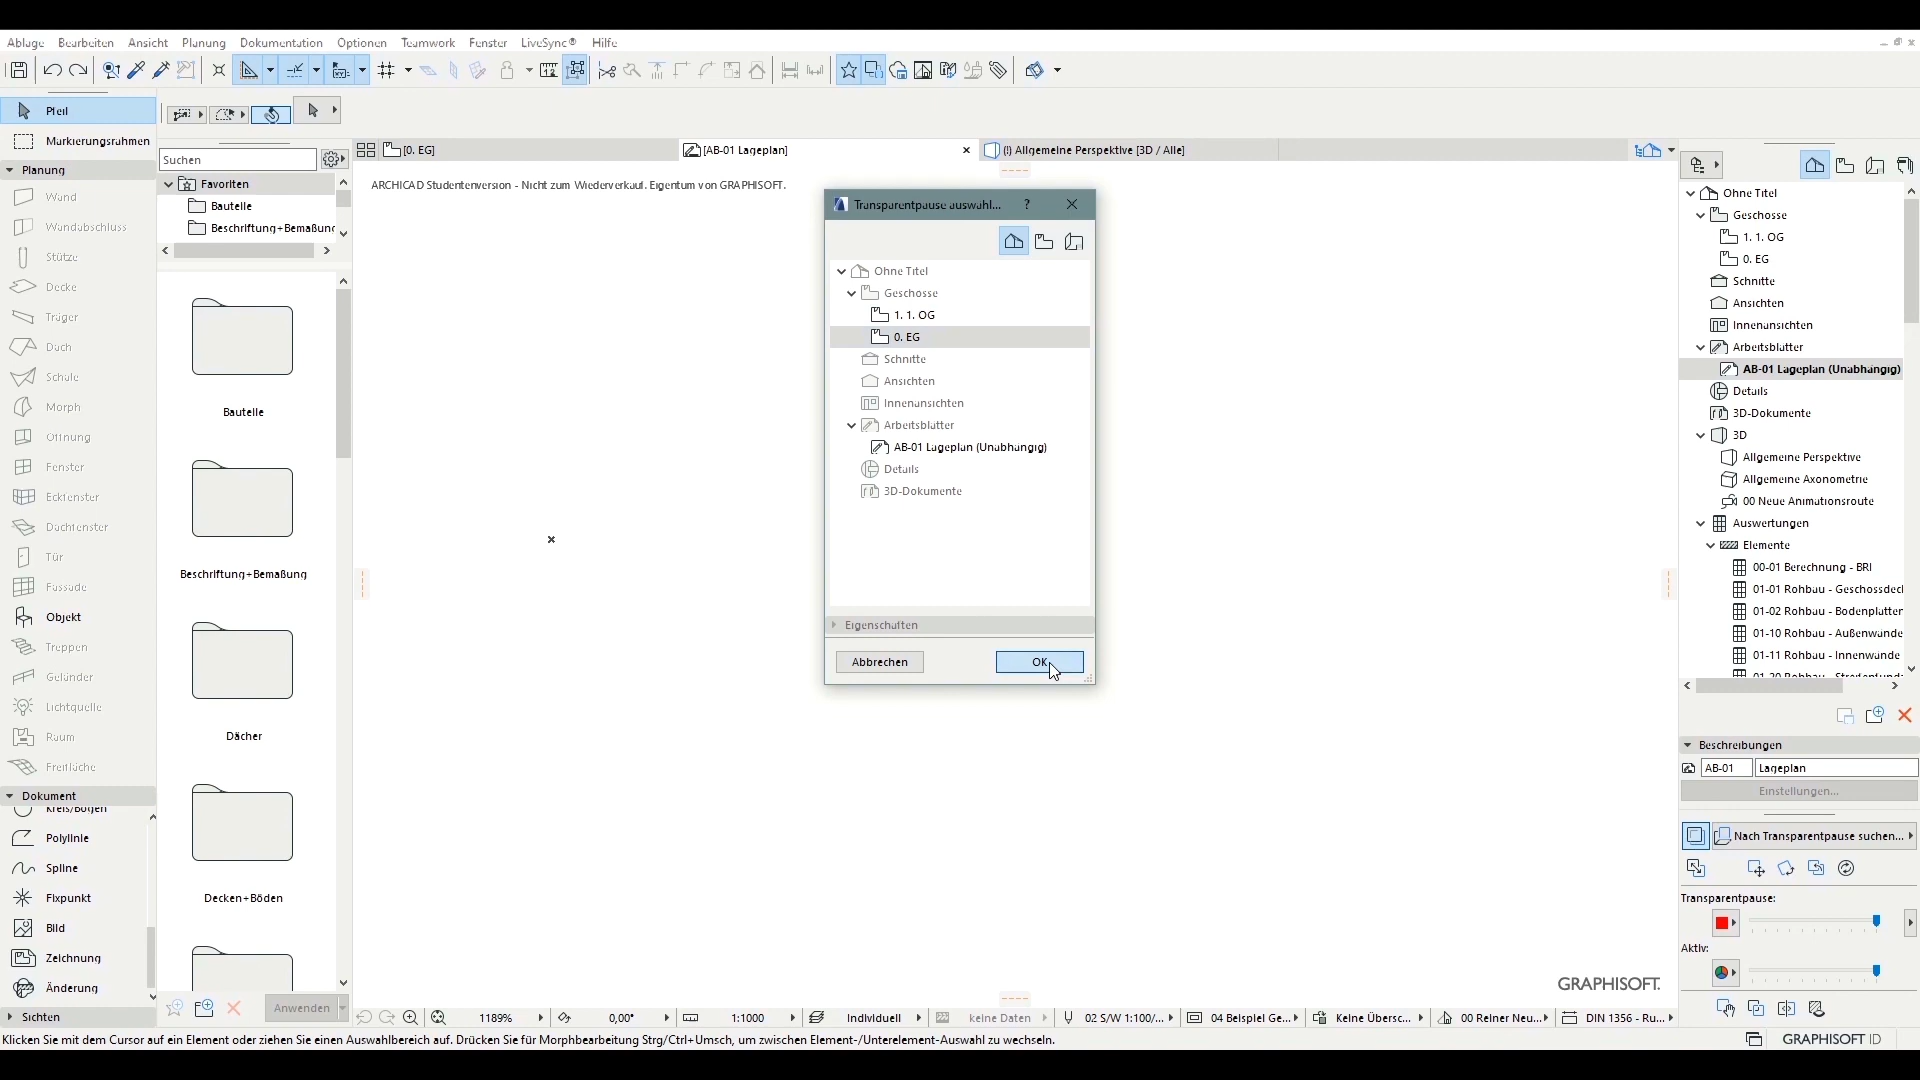 Ablage Bearbeiten Ansicht Planung Dokumentation Optionen Teamwork Fenster LiveSync® Hilfe
Pfeil
Markierungsrahmen
Planung
Wand
Wandabschluss
Stütze
Decke
Träger
Dach
Schale
Morph
Öffnung
Fenster
Eckfenster
Dachfenster
Tür
Fassade
Objekt
Treppen
Geländer
Lichtquelle
Raum
Freifläche
Dokument
Kreis/Bogen
Polylinie
Spline
Fixpunkt
Bild
Zeichnung
Änderung
Sichten
Suchen
Favoriten
Bauteile
Beschriftung+Bemaßung
Bauteile
Beschriftung+Bemaßung
Dächer
Decken+Böden
Anwenden
[0. EG]
[AB-01 Lageplan]
(!) Allgemeine Perspektive [3D / Alle]
ARCHICAD Studentenversion - Nicht zum Wiederverkauf. Eigentum von GRAPHISOFT.
Transparentpause auswähl... ?
Ohne Titel
Geschosse
1. 1. OG
0. EG
Schnitte
Ansichten
Innenansichten
Arbeitsblätter
AB-01 Lageplan (Unabhängig)
Details
3D-Dokumente
Eigenschaften
Abbrechen
OK
GRAPHISOFT.
Ohne Titel
Geschosse
1. 1. OG
0. EG
Schnitte
Ansichten
Innenansichten
Arbeitsblätter
AB-01 Lageplan (Unabhängig)
Details
3D-Dokumente
3D
Allgemeine Perspektive
Allgemeine Axonometrie
00 Neue Animationsroute
Auswertungen
Elemente
00-01 Berechnung - BRI
01-01 Rohbau - Geschossdecl
01-02 Rohbau - Bodenplatten
01-10 Rohbau - Außenwände
01-11 Rohbau - Innenwände
Beschreibungen
AB-01 Lageplan
Einstellungen...
Nach Transparentpause suchen...
Transparentpause:
Aktiv:
1189% 0,00° 1:1000 Individuell keine Daten 02 S/W 1:100/... 04 Beispiel Ge... Keine Übersc... 00 Reiner Neu... DIN 1356 - Ru...
Klicken Sie mit dem Cursor auf ein Element oder ziehen Sie einen Auswahlbereich auf. Drücken Sie für Morphbearbeitung Strg/Ctrl+Umsch, um zwischen Element-/Unterelement-Auswahl zu wechseln.
GRAPHISOFT ID